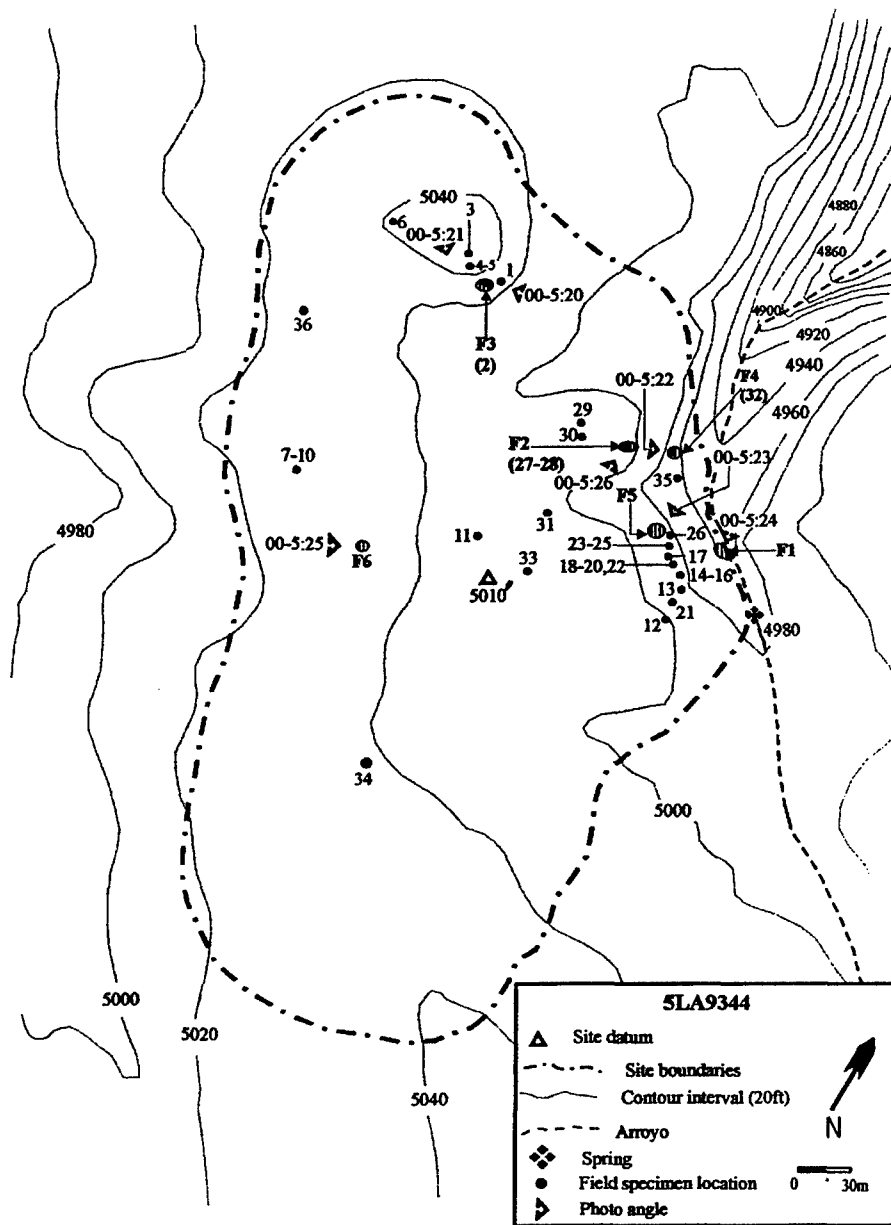 5040
3
6
00-5:21
4-5
1
00-5:20
36
F3
(2)
4880
4860
4900
4920
4940
4960
F4
(32)
00-5:22
29
30
F2
(27-28)
00-5:26
F5
35
00-5:23
7-10
4980
31
11
00-5:24
26
F1
23-25
17
00-5:25
F6
33
18-20,22
14-16
5010
13
21
12
4980
34
5000
5000
5020
5040
5LA9344
Site datum
Site boundaries
Contour interval (20ft)
Arroyo
N
Spring
Field specimen location
0 30m
Photo angle